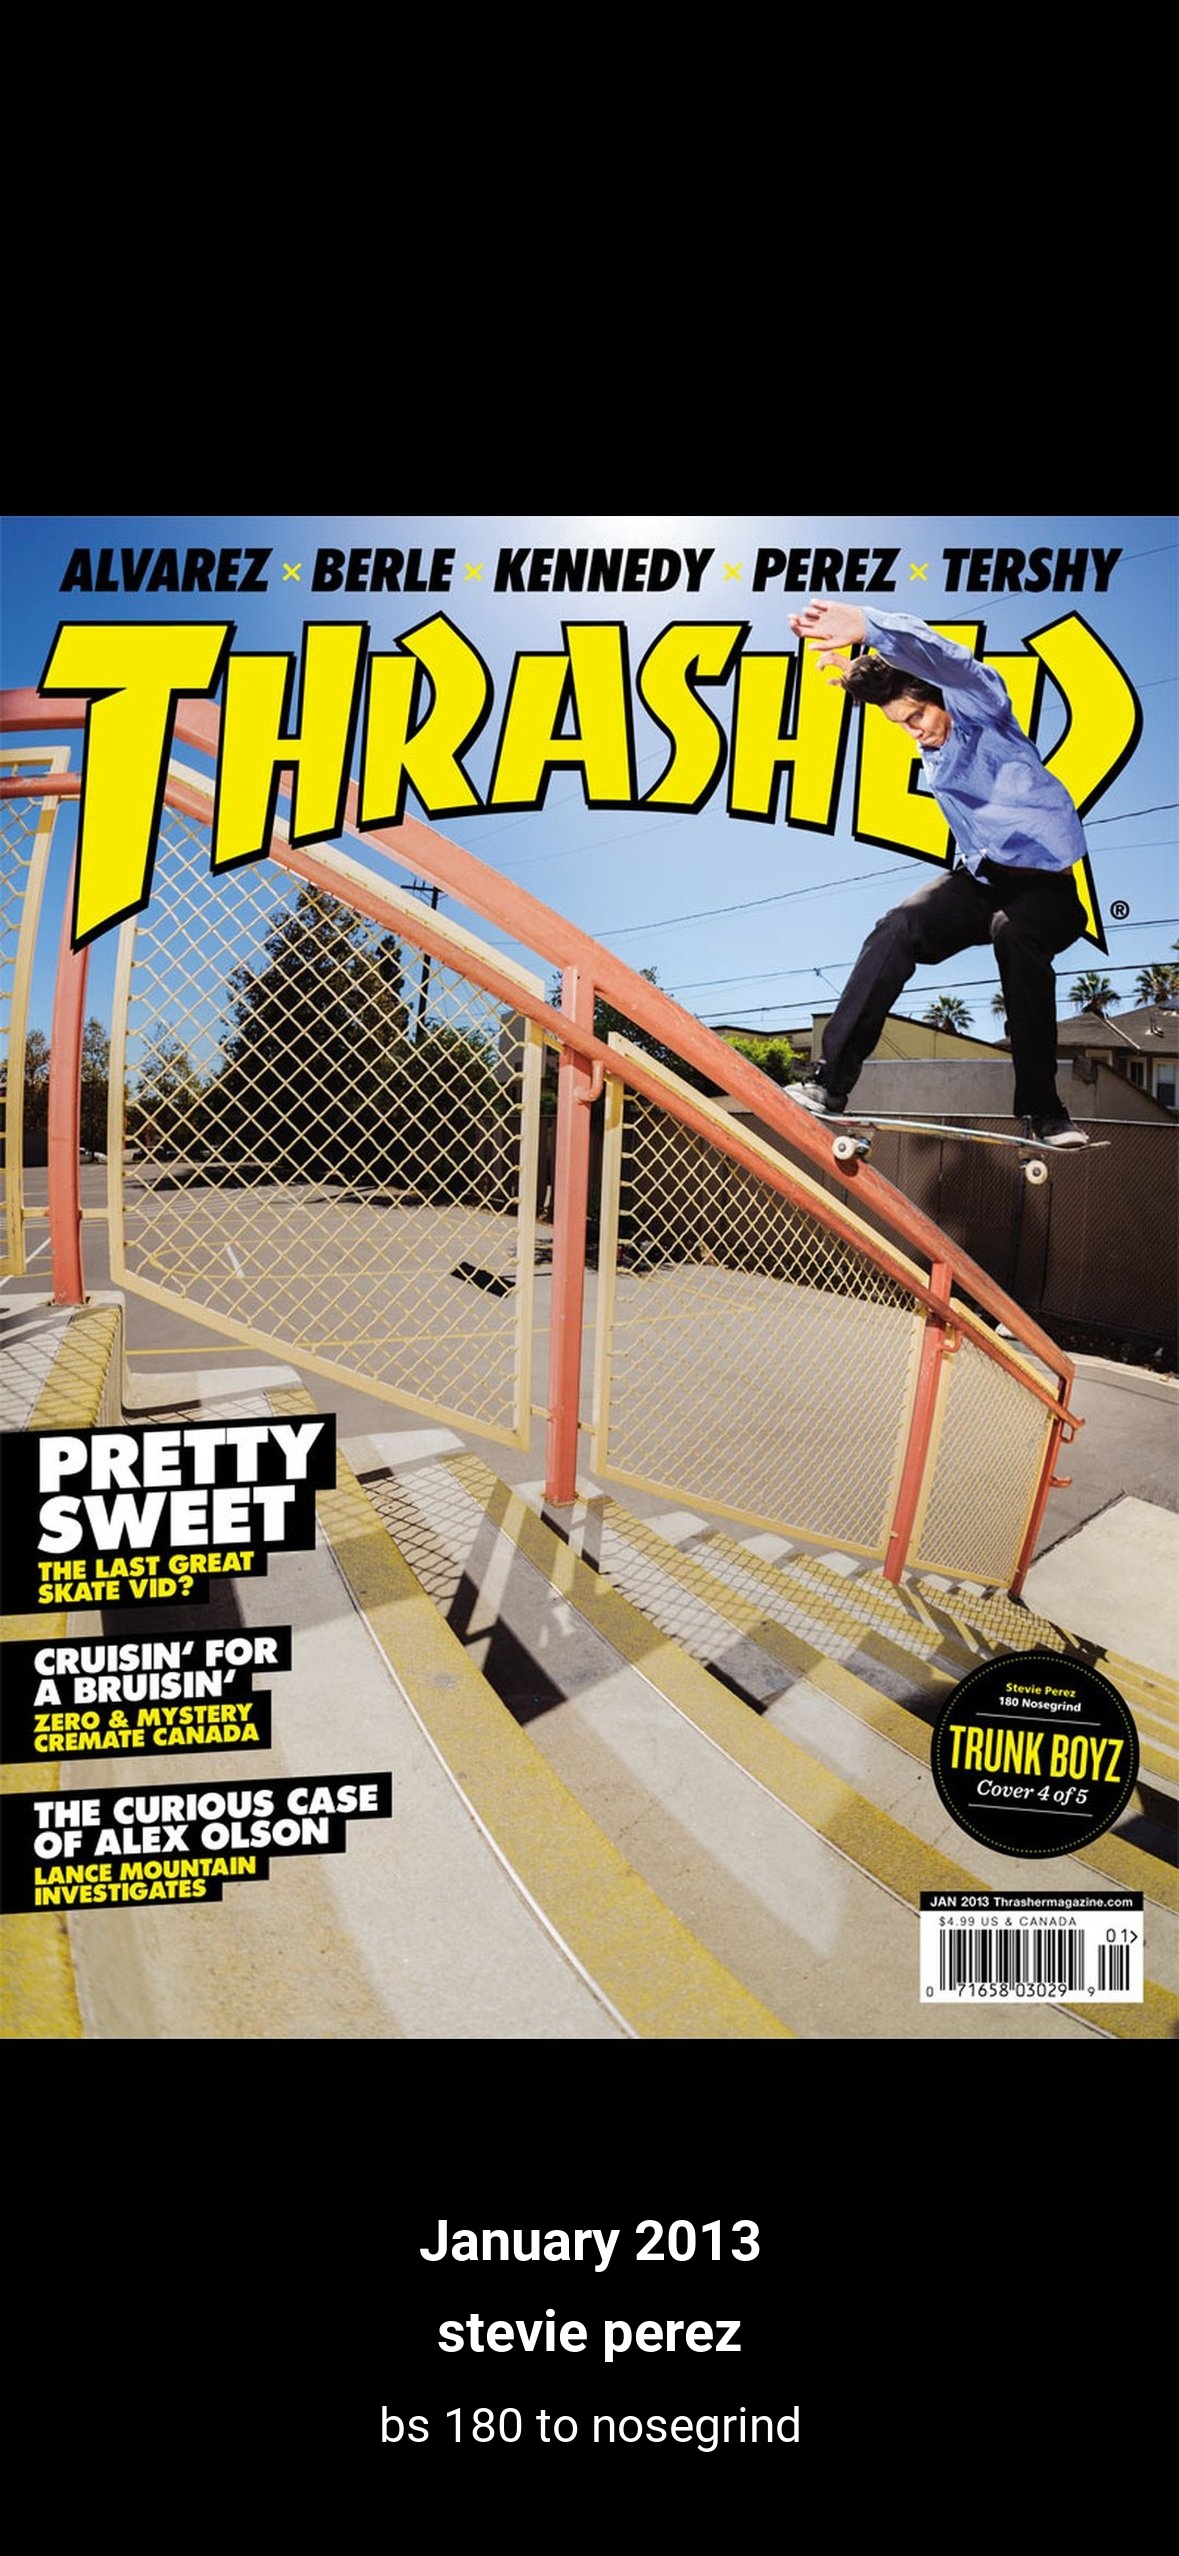 ALVAREZ × BERLE × KENNEDY × PEREZ × TERSHY
THRASHER
®
PRETTY
SWEET
THE LAST GREAT
SKATE VID?
CRUISIN' FOR
A BRUISIN'
ZERO & MYSTERY
CREMATE CANADA
THE CURIOUS CASE
OF ALEX OLSON
LANCE MOUNTAIN
INVESTIGATES
Stevie Perez
180 Nosegrind
TRUNK BOYZ
Cover 4 of 5
JAN 2013 Thrashermagazine.com
$4.99 US & CANADA
01>
0 71658 03029 9
January 2013
stevie perez
bs 180 to nosegrind